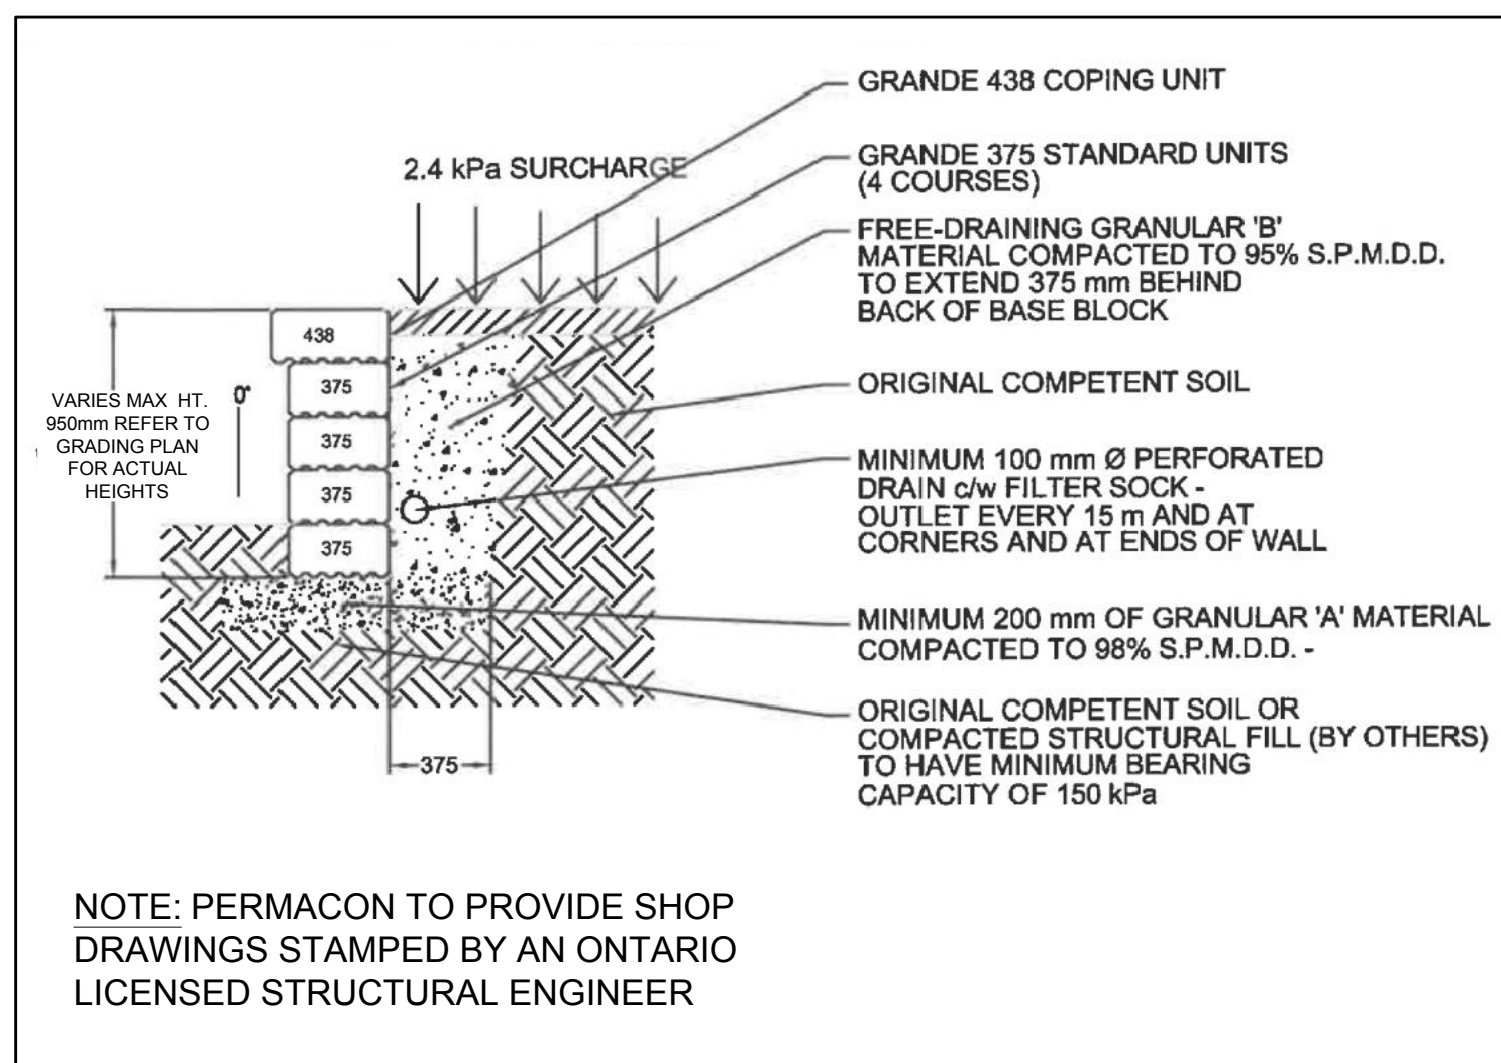 GRANDE 438 COPING UNIT
2.4 kPa SURCHARGE
GRANDE 375 STANDARD UNITS
(4 COURSES)
FREE-DRAINING GRANULAR 'B'
MATERIAL COMPACTED TO 95% S.P.M.D.D.
TO EXTEND 375 mm BEHIND
BACK OF BASE BLOCK
438
375
375
375
375
0"
VARIES MAX HT.
950mm REFER TO
GRADING PLAN
FOR ACTUAL
HEIGHTS
ORIGINAL COMPETENT SOIL
MINIMUM 100 mm Ø PERFORATED
DRAIN c/w FILTER SOCK -
OUTLET EVERY 15 m AND AT
CORNERS AND AT ENDS OF WALL
MINIMUM 200 mm OF GRANULAR 'A' MATERIAL
COMPACTED TO 98% S.P.M.D.D. -
ORIGINAL COMPETENT SOIL OR
COMPACTED STRUCTURAL FILL (BY OTHERS)
TO HAVE MINIMUM BEARING
CAPACITY OF 150 kPa
375
NOTE: PERMACON TO PROVIDE SHOP
DRAWINGS STAMPED BY AN ONTARIO
LICENSED STRUCTURAL ENGINEER